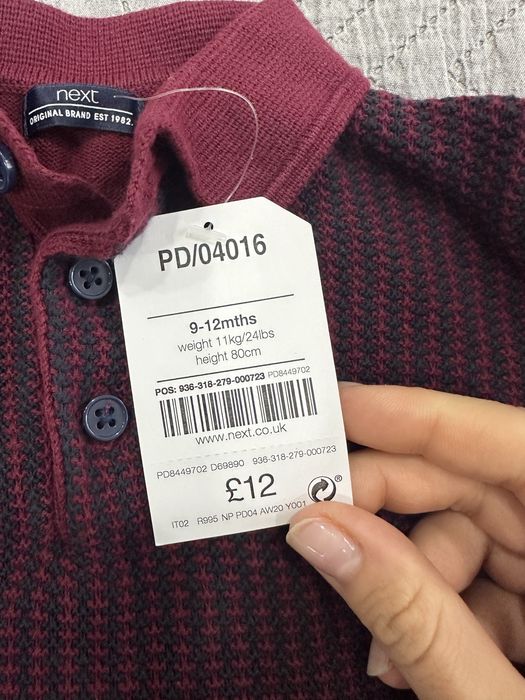 next
ORIGINAL BRAND EST 1982.
PD/04016
9-12mths
weight 11kg/24lbs
height 80cm
POS: 936-318-279-000723 PD8449702
www.next.co.uk
PD8449702 D69890 936-318-279-000723
£12 ®
IT02 R995 NP PD04 AW20 Y001